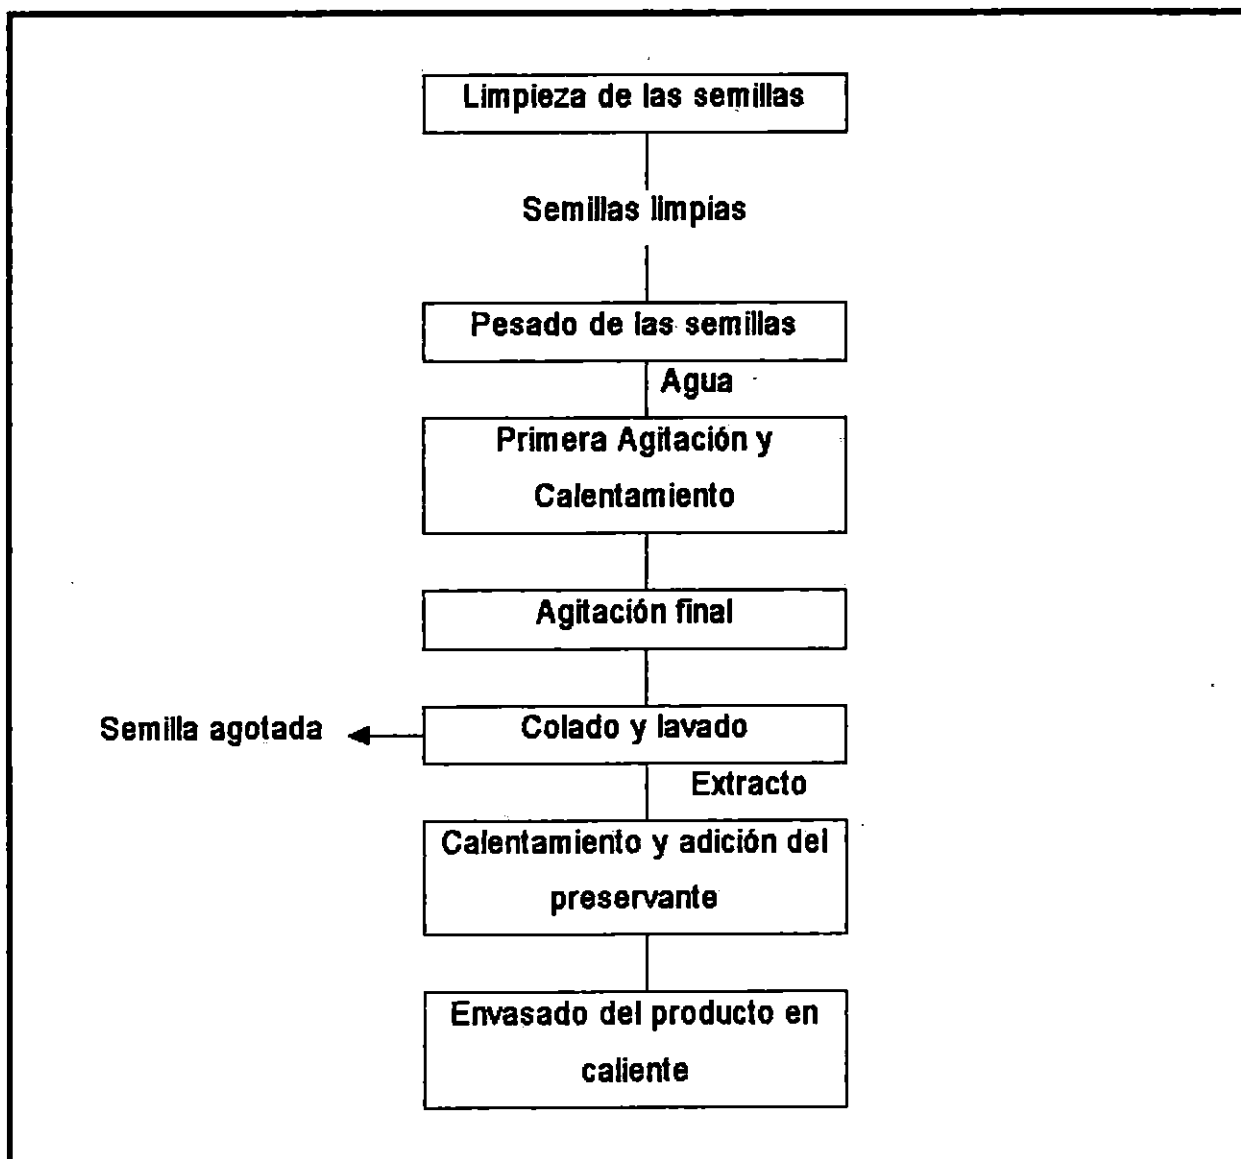 Limpieza de las semillas
Semillas limpias
Pesado de las semillas
Agua
Primera Agitación y
Calentamiento
Agitación final
Semilla agotada
Colado y lavado
Extracto
Calentamiento y adición del
preservante
Envasado del producto en
caliente